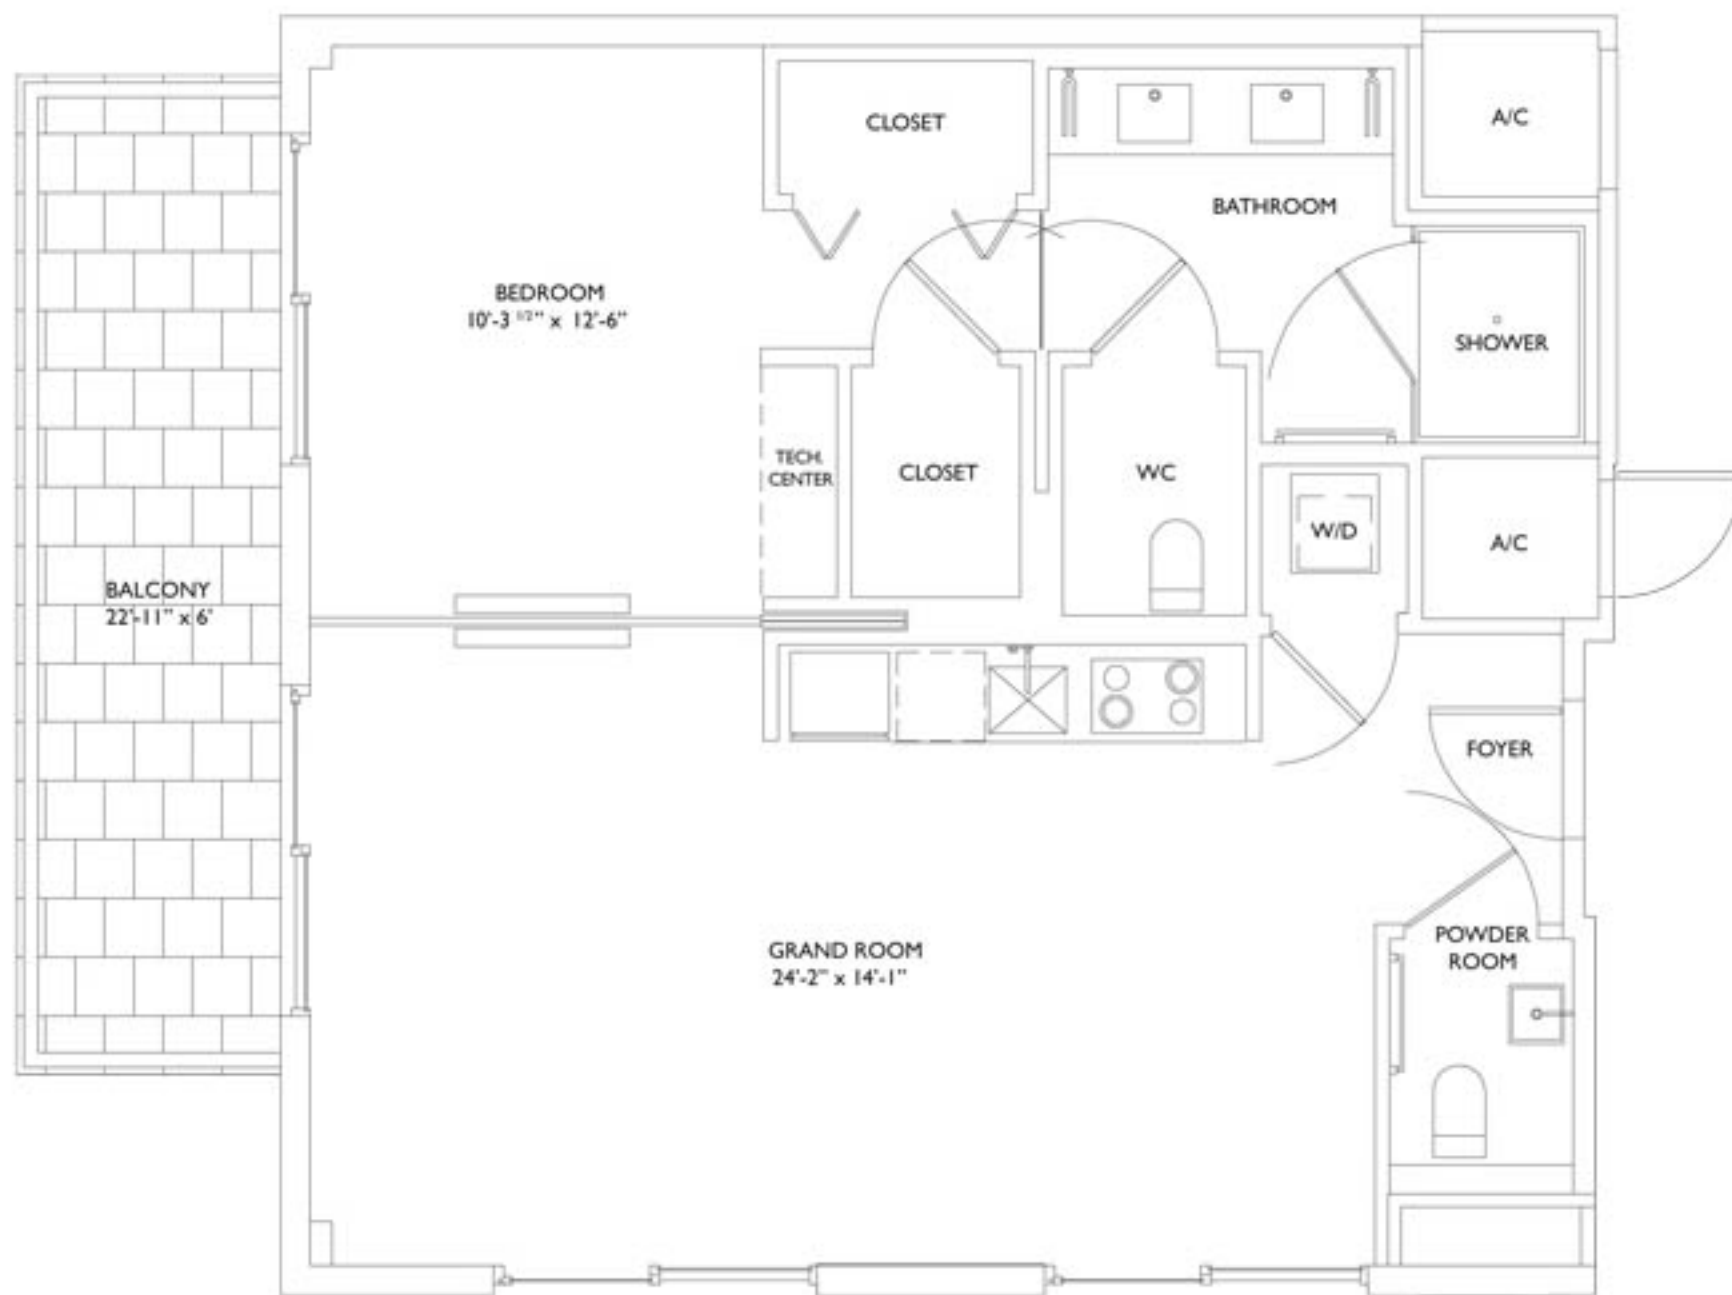 CLOSET
A/C
BATHROOM
BEDROOM
10'-3 1/2" x 12'-6"
SHOWER
TECH.
CENTER
CLOSET
WC
W/D
A/C
BALCONY
22'-11" x 6'
FOYER
GRAND ROOM
24'-2" x 14'-1"
POWDER
ROOM